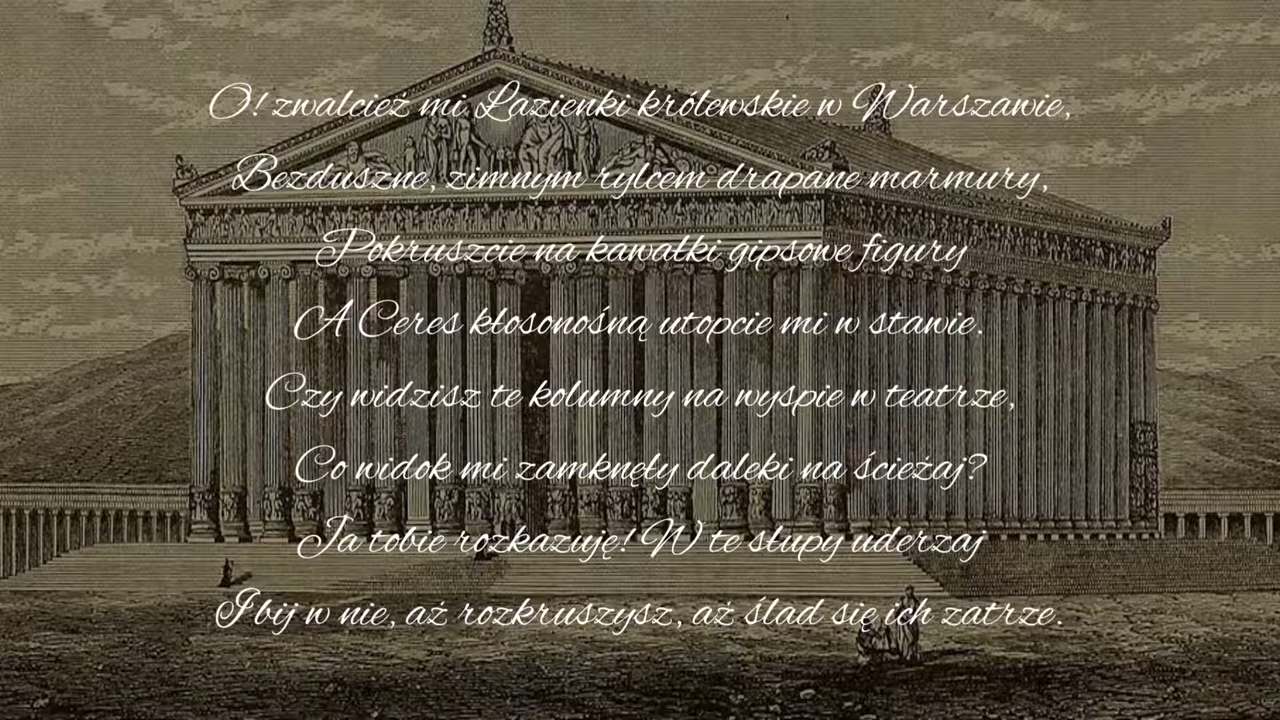 O! zwalcież mi Łazienki królewskie w Warszawie,
Bezduszne, zimnym rylcem drapane marmury,
Pokruszcie na kawałki gipsowe figury
A Ceres kłosonośną utopcie mi w stawie.
Czy widzisz te kolumny na wyspie w teatrze,
Co widok mi zamknęły daleki na ścieżaj?
Ja tobie rozkazuję! W te słupy uderzaj
I bij w nie, aż rozkruszysz, aż ślad się ich zatrze.